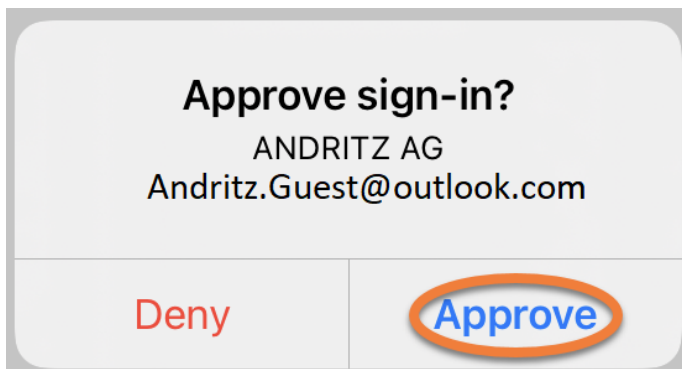 Approve sign-in?
ANDRITZ AG
Andritz.Guest@outlook.com
Deny
Approve